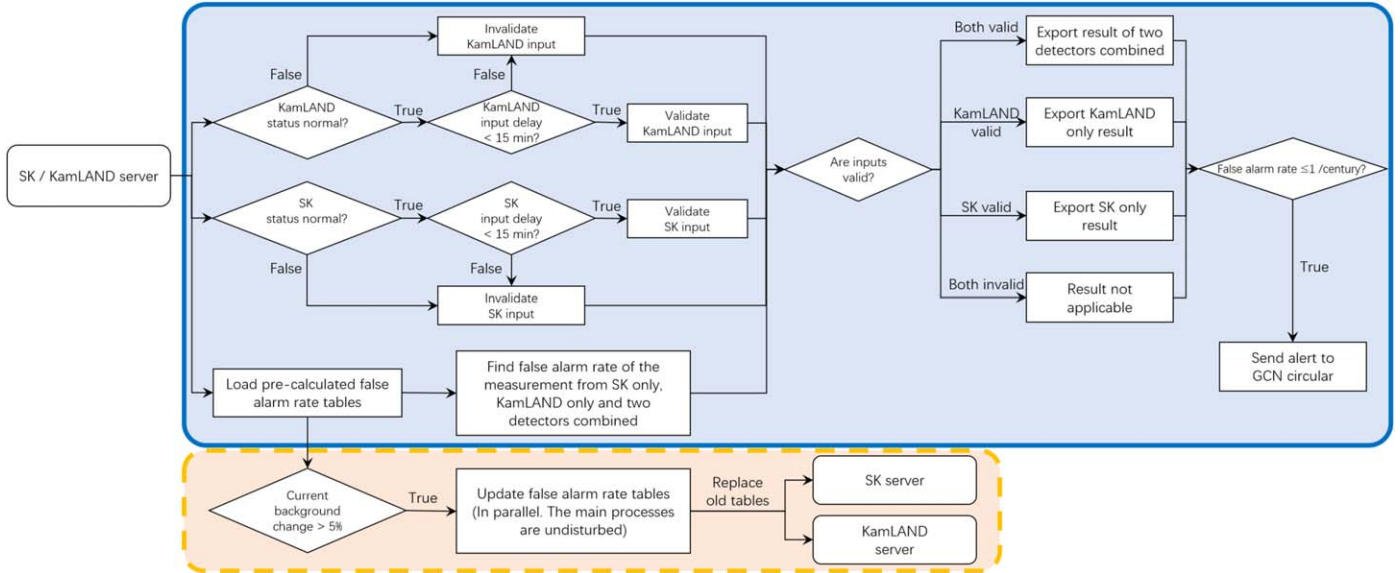 SK / KamLAND server
Invalidate
KamLAND input
False
False
KamLAND
status normal?
True
KamLAND
input delay
< 15 min?
True
Validate
KamLAND input
SK
status normal?
True
SK
input delay
< 15 min?
True
Validate
SK input
False
False
Invalidate
SK input
Load pre-calculated false
alarm rate tables
Find false alarm rate of the
measurement from SK only,
KamLAND only and two
detectors combined
Are inputs
valid?
Both valid
Export result of two
detectors combined
KamLAND
valid
Export KamLAND
only result
SK valid
Export SK only
result
Both invalid
Result not
applicable
False alarm rate ≤1 /century?
True
Send alert to
GCN circular
Current
background
change > 5%
True
Update false alarm rate tables
(In parallel. The main processes
are undisturbed)
Replace
old tables
SK server
KamLAND
server